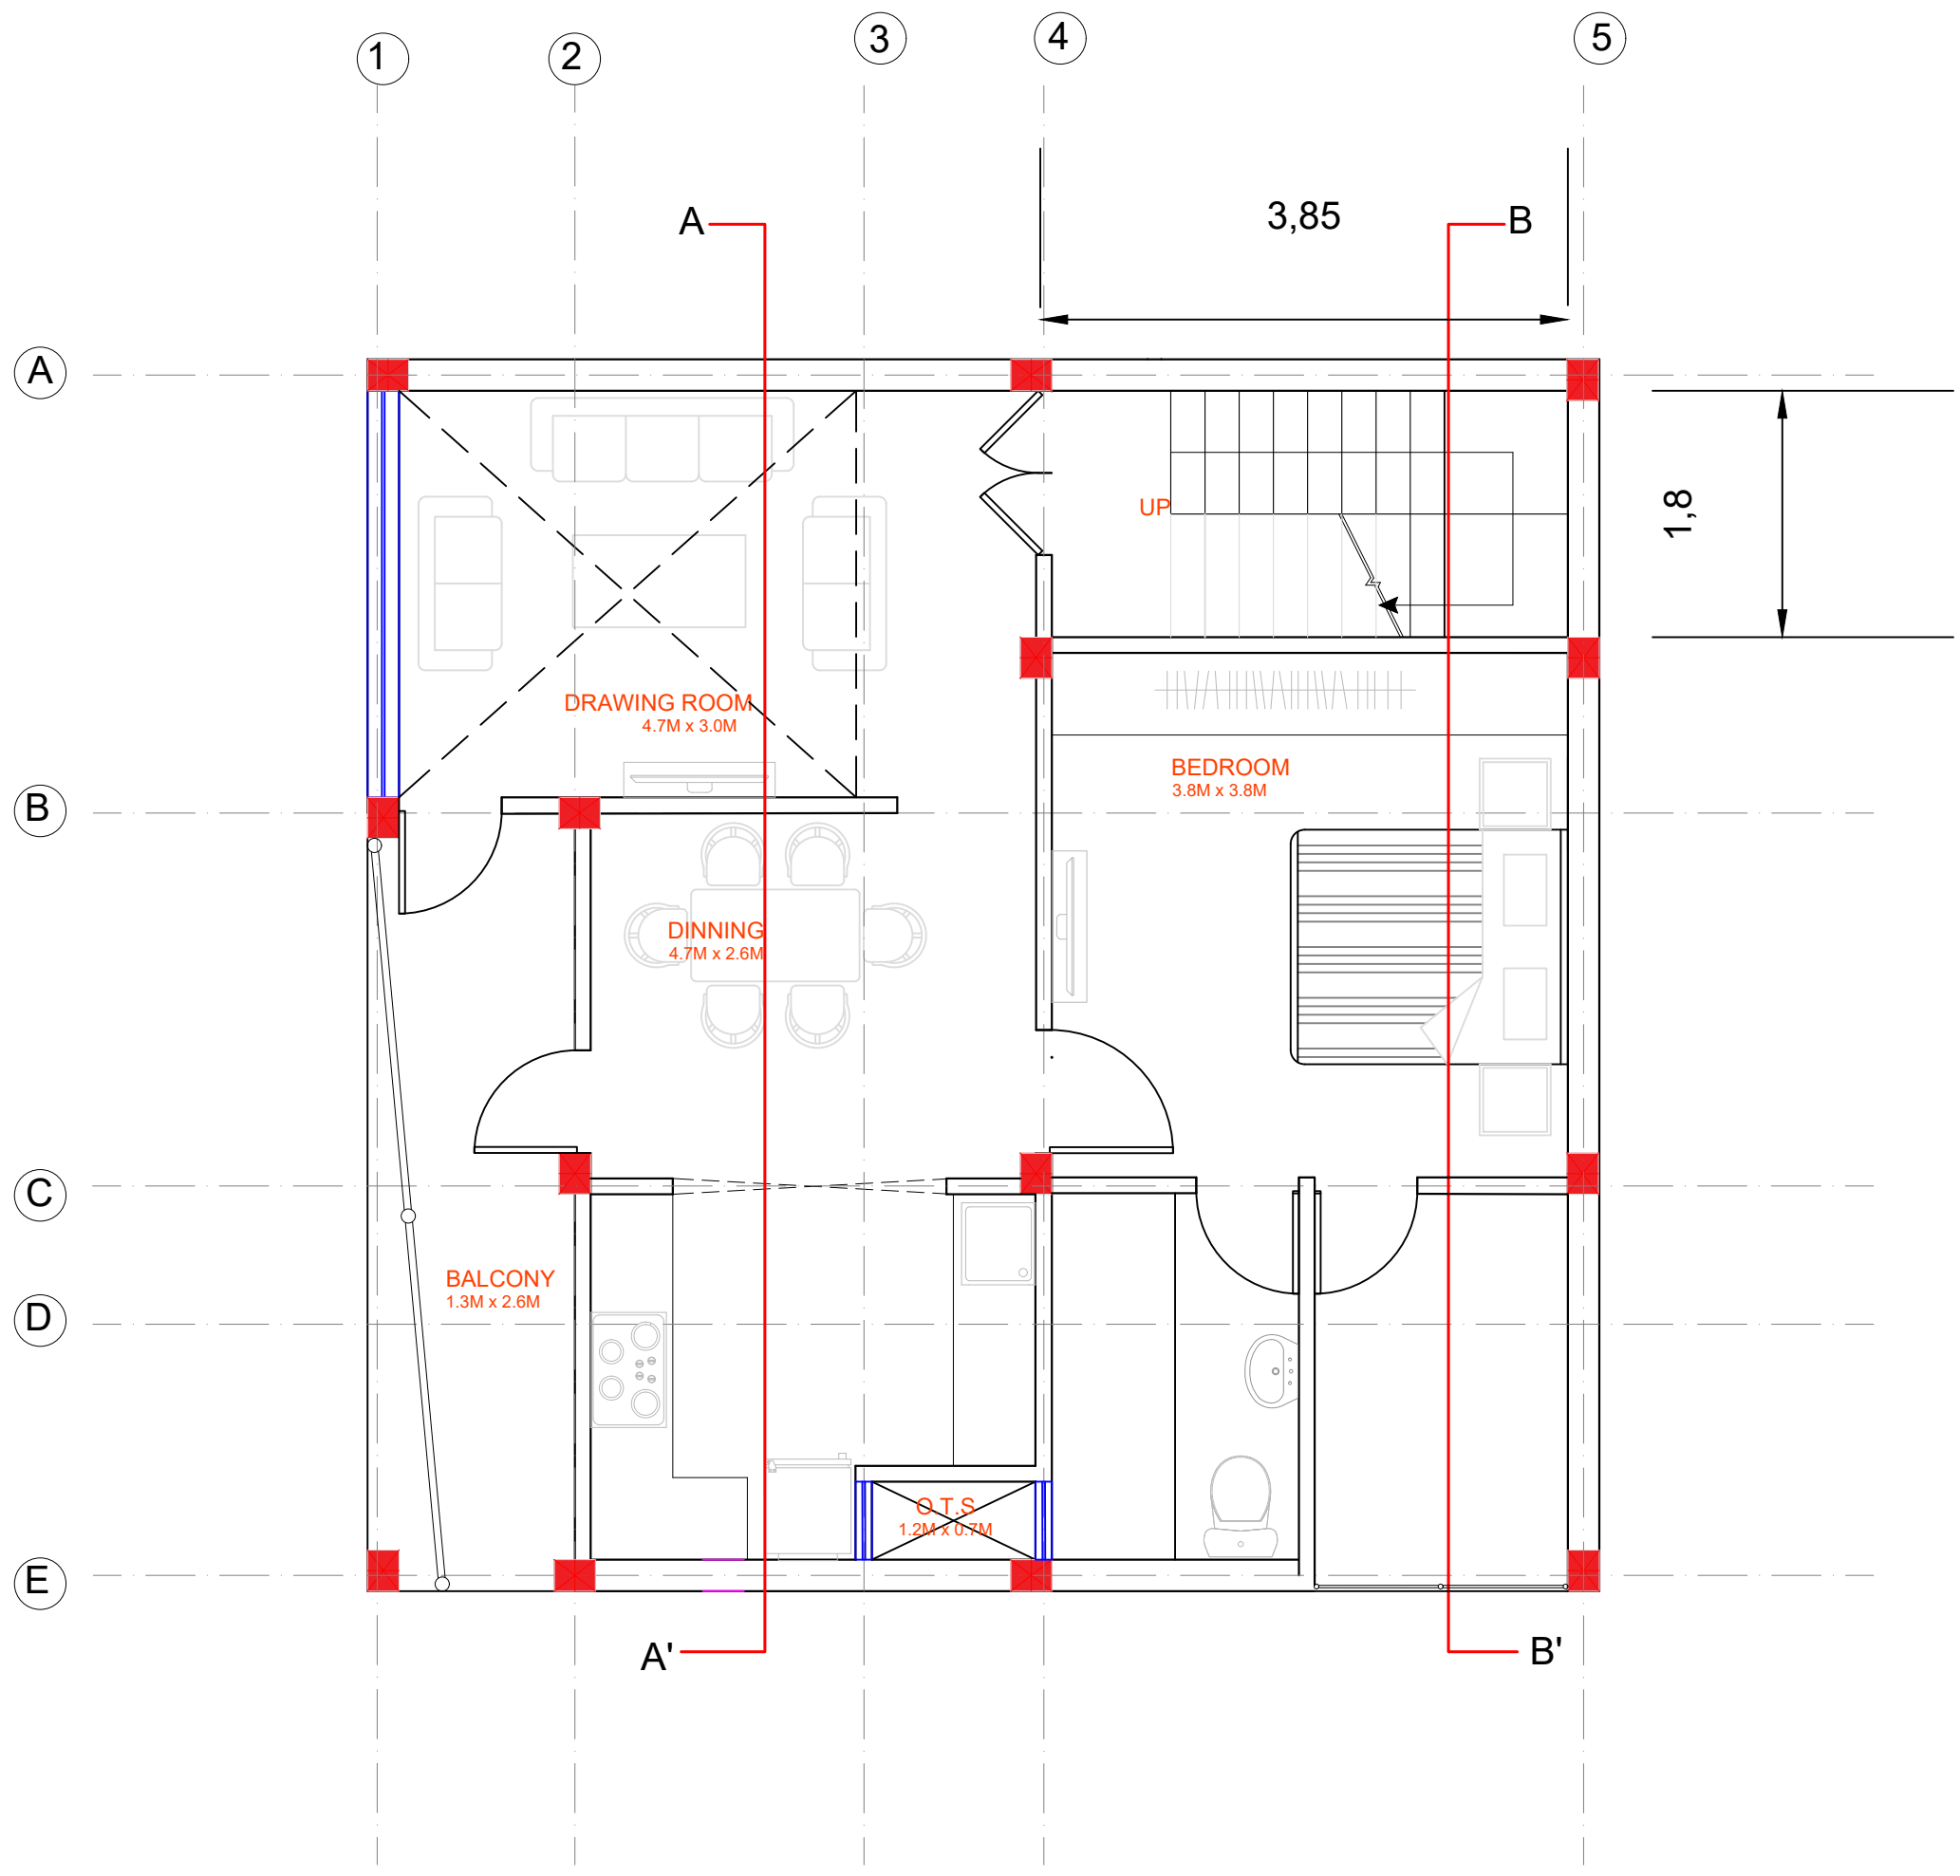 1
2
3
4
5
A
3,85
B
A
UP
1,8
DRAWING ROOM
4.7M x 3.0M
BEDROOM
3.8M x 3.8M
B
DINNING
4.7M x 2.6M
C
BALCONY
1.3M x 2.6M
D
O.T.S
1.2M x 0.7M
E
A'
B'